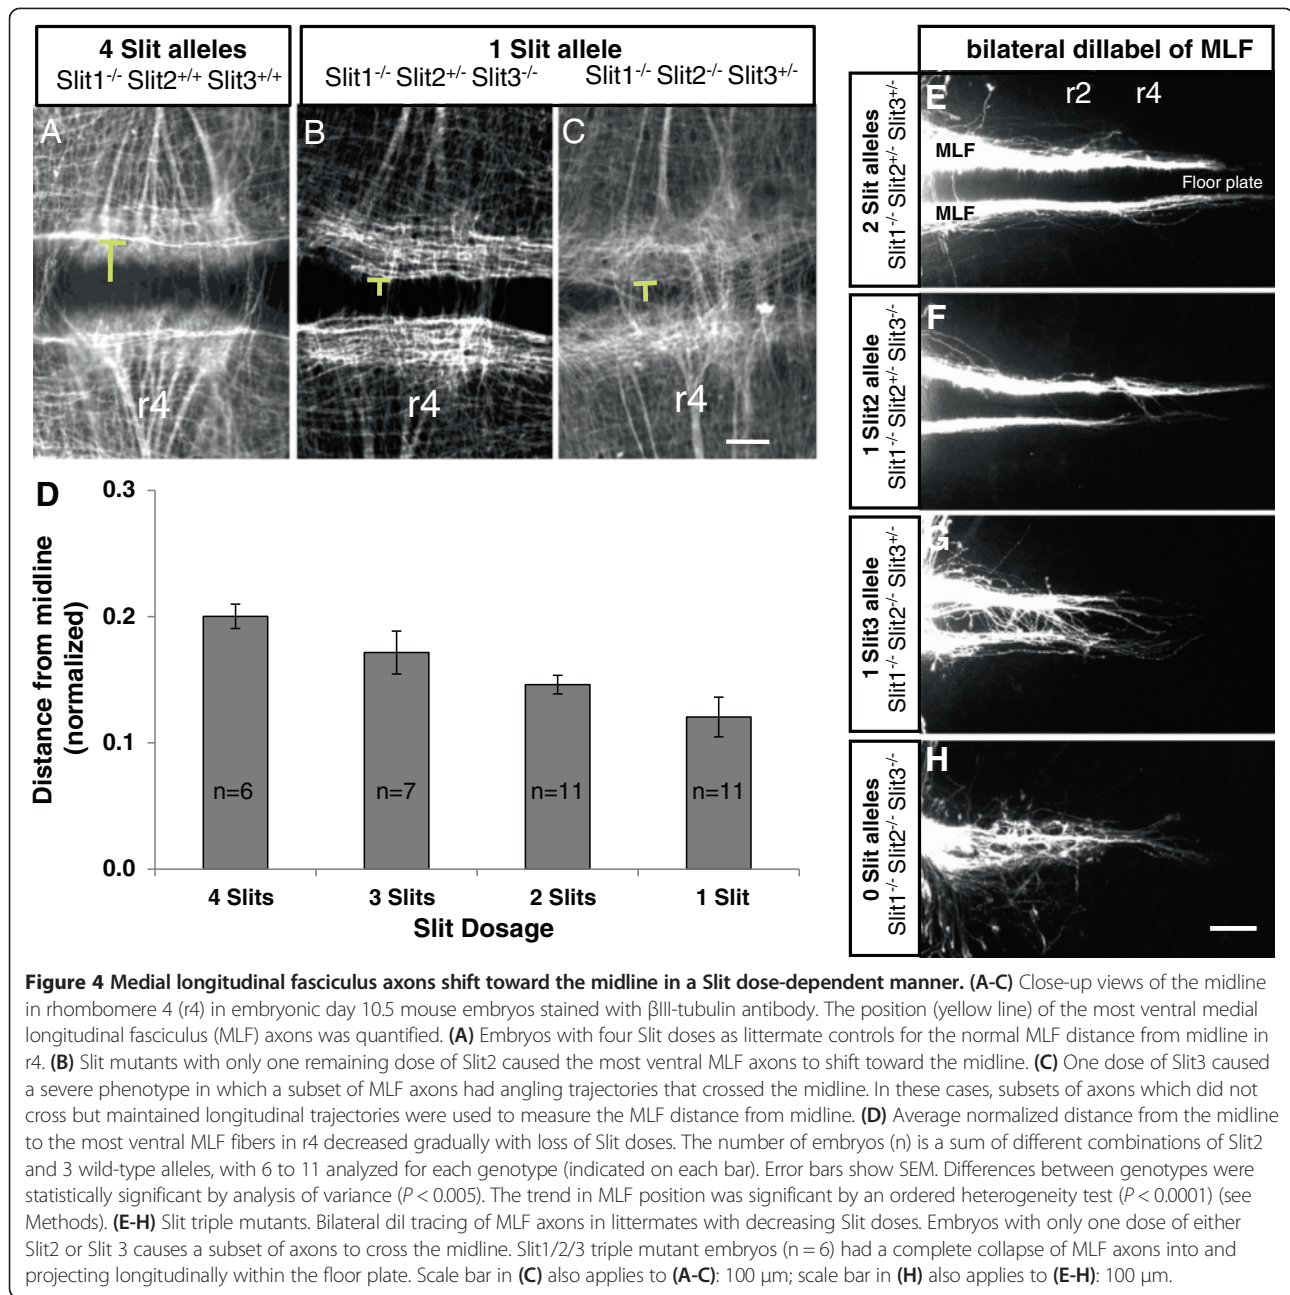 4 Slit alleles
Slit1-/- Slit2+/+ Slit3+/+
1 Slit allele
Slit1-/- Slit2+/- Slit3-/-
Slit1-/- Slit2-/- Slit3+/-
A
r4
B
r4
C
r4
D
0.3
0.2
0.1
0.0
Distance from midline
(normalized)
n=6
n=7
n=11
n=11
4 Slits
3 Slits
2 Slits
1 Slit
Slit Dosage
bilateral dillabel of MLF
2 Slit alleles
Slit1-/- Slit2+/- Slit3+/-
E
r2
r4
MLF
MLF
Floor plate
1 Slit2 allele
Slit1-/- Slit2+/- Slit3-/-
F
1 Slit3 allele
Slit1-/- Slit2-/- Slit3+/-
G
0 Slit alleles
Slit1-/- Slit2-/- Slit3-/-
H
Figure 4 Medial longitudinal fasciculus axons shift toward the midline in a Slit dose-dependent manner. (A-C) Close-up views of the midline
in rhombomere 4 (r4) in embryonic day 10.5 mouse embryos stained with βIII-tubulin antibody. The position (yellow line) of the most ventral medial
longitudinal fasciculus (MLF) axons was quantified. (A) Embryos with four Slit doses as littermate controls for the normal MLF distance from midline in
r4. (B) Slit mutants with only one remaining dose of Slit2 caused the most ventral MLF axons to shift toward the midline. (C) One dose of Slit3 caused
a severe phenotype in which a subset of MLF axons had angling trajectories that crossed the midline. In these cases, subsets of axons which did not
cross but maintained longitudinal trajectories were used to measure the MLF distance from midline. (D) Average normalized distance from the midline
to the most ventral MLF fibers in r4 decreased gradually with loss of Slit doses. The number of embryos (n) is a sum of different combinations of Slit2
and 3 wild-type alleles, with 6 to 11 analyzed for each genotype (indicated on each bar). Error bars show SEM. Differences between genotypes were
statistically significant by analysis of variance (P < 0.005). The trend in MLF position was significant by an ordered heterogeneity test (P < 0.0001) (see
Methods). (E-H) Slit triple mutants. Bilateral diI tracing of MLF axons in littermates with decreasing Slit doses. Embryos with only one dose of either
Slit2 or Slit 3 causes a subset of axons to cross the midline. Slit1/2/3 triple mutant embryos (n = 6) had a complete collapse of MLF axons into and
projecting longitudinally within the floor plate. Scale bar in (C) also applies to (A-C): 100 μm; scale bar in (H) also applies to (E-H): 100 μm.